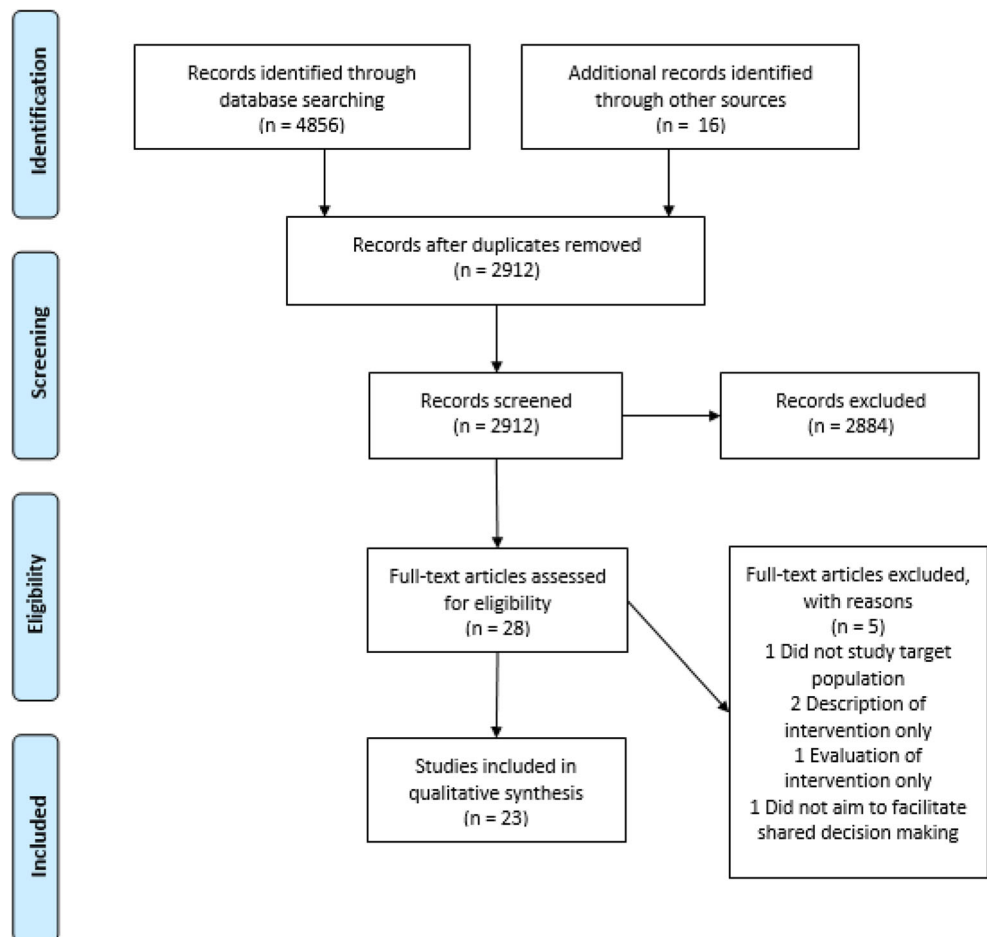 Identification
Records identified through
database searching
(n = 4856)
Additional records identified
through other sources
(n = 16)
Records after duplicates removed
(n = 2912)
Screening
Records screened
(n = 2912)
Records excluded
(n = 2884)
Eligibility
Full-text articles assessed
for eligibility
(n = 28)
Full-text articles excluded,
with reasons
(n = 5)
1 Did not study target
population
2 Description of
intervention only
1 Evaluation of
intervention only
1 Did not aim to facilitate
shared decision making
Included
Studies included in
qualitative synthesis
(n = 23)